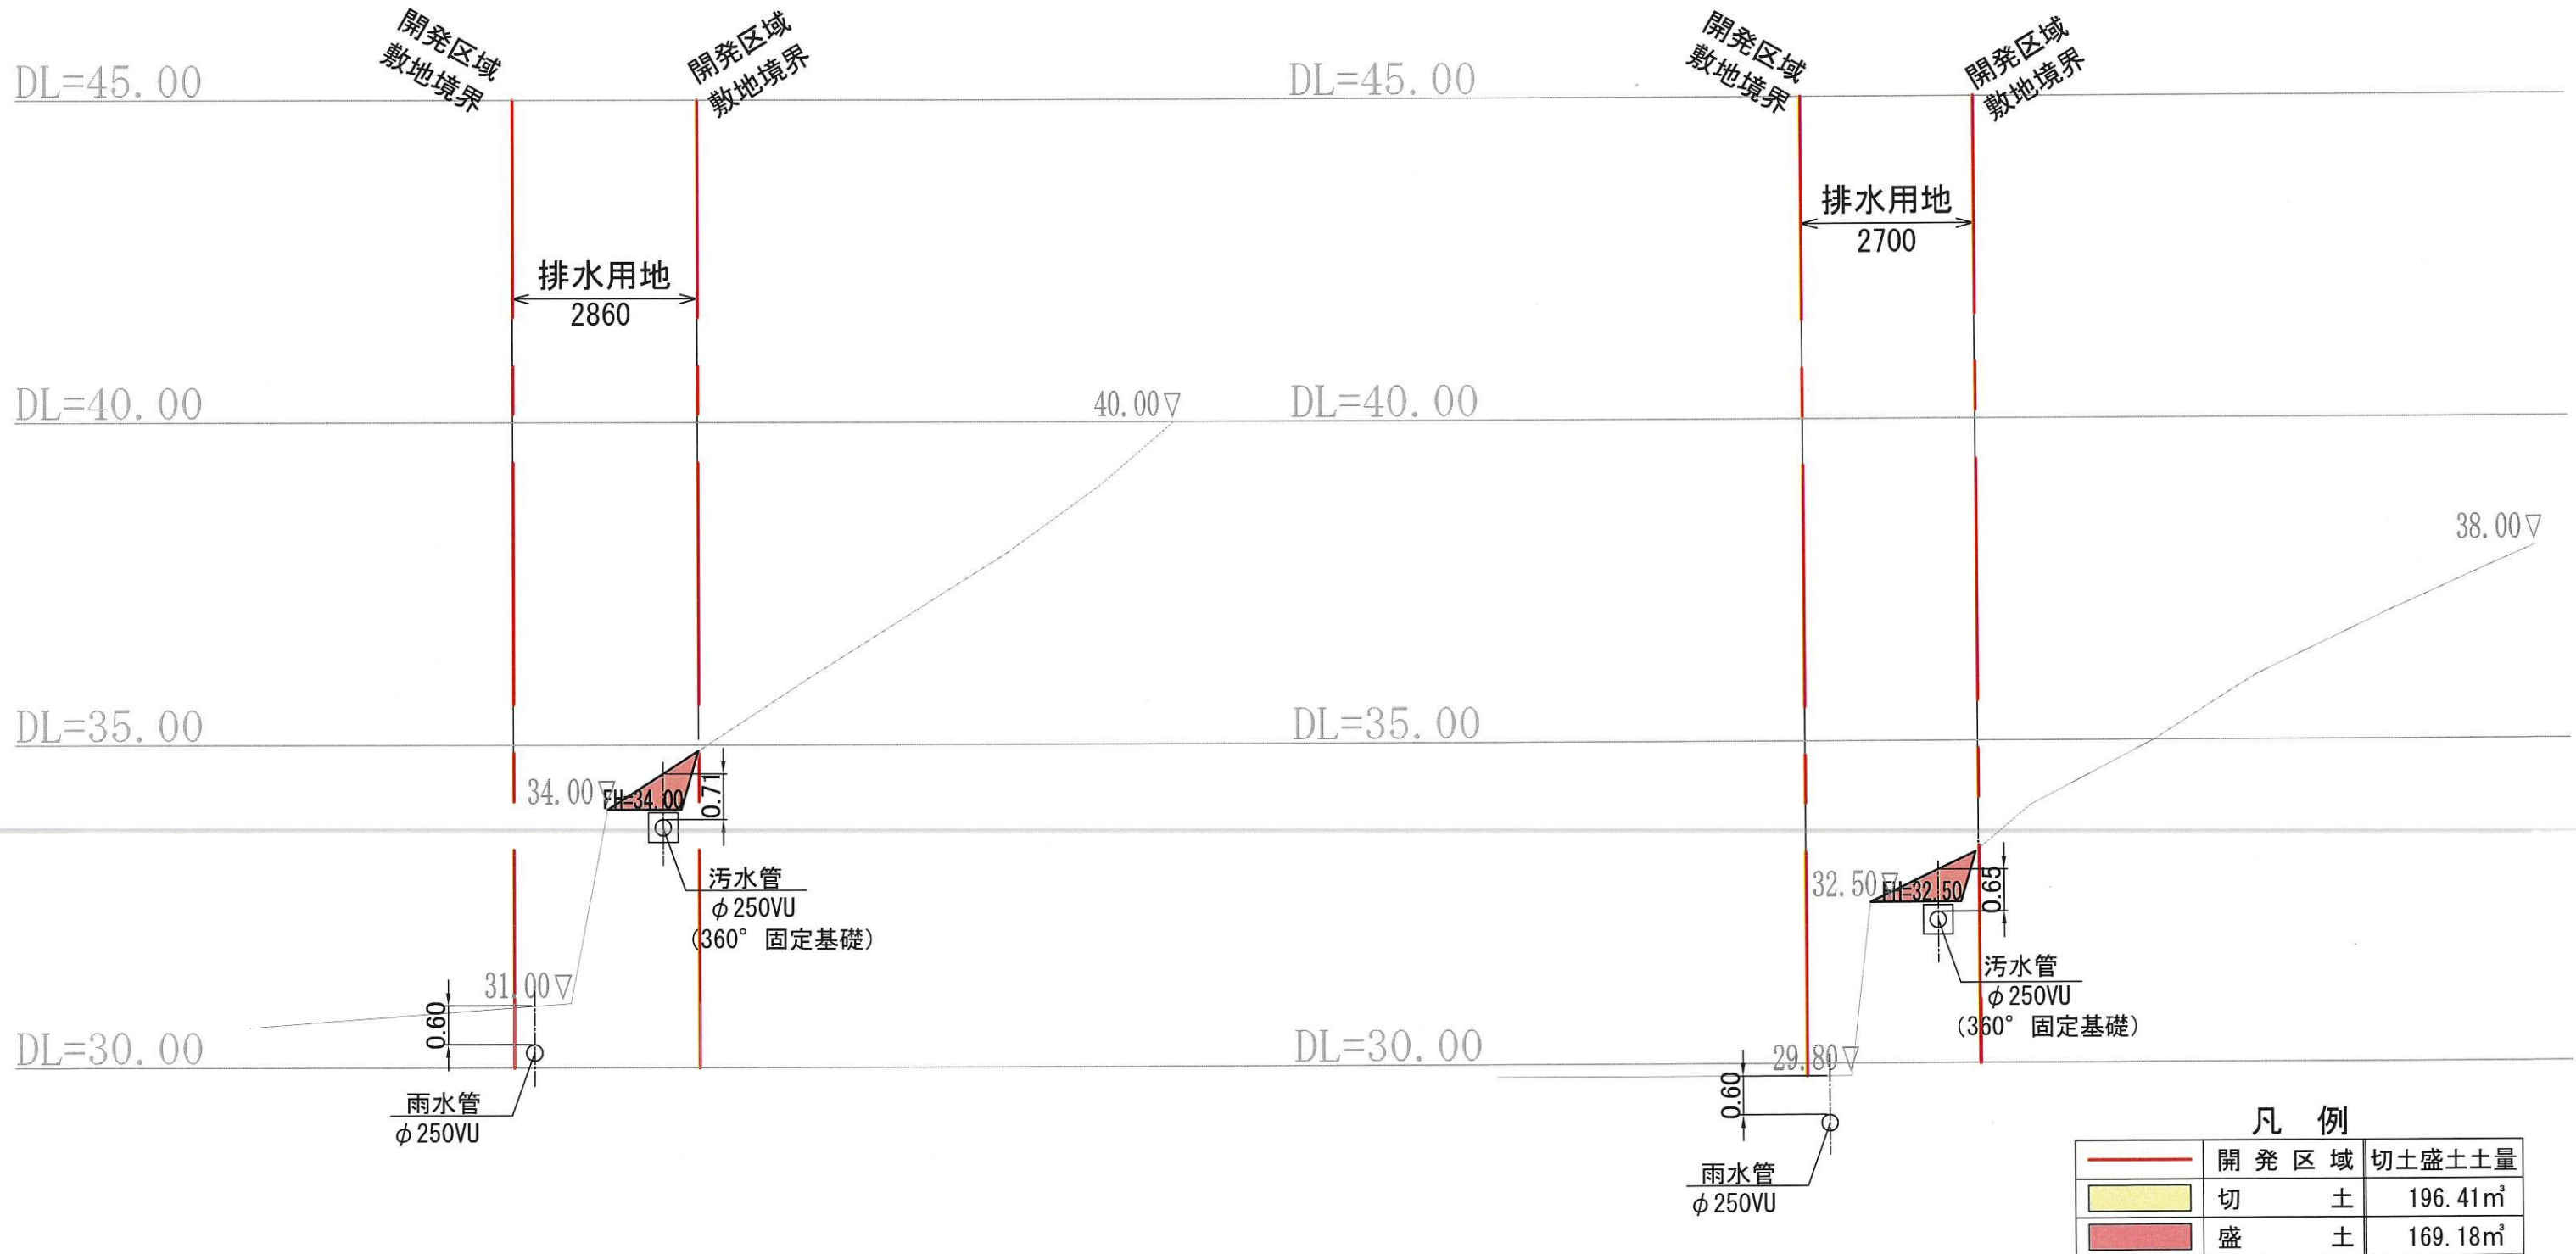 開発区域
敷地境界
開発区域
敷地境界
DL=45.00
排水用地
2860
DL=40.00
40.00▽
DL=35.00
34.00▽
FH=34.00
0.71
汚水管
φ250VU
(360° 固定基礎)
31.00▽
0.60
DL=30.00
雨水管
φ250VU
開発区域
敷地境界
開発区域
敷地境界
DL=45.00
排水用地
2700
DL=40.00
38.00▽
DL=35.00
32.50▽
FH=32.50
0.65
汚水管
φ250VU
(360° 固定基礎)
DL=30.00
29.80▽
0.60
雨水管
φ250VU
凡 例
開発区域 切土盛土土量
切 土 196.41㎥
盛 土 169.18㎥